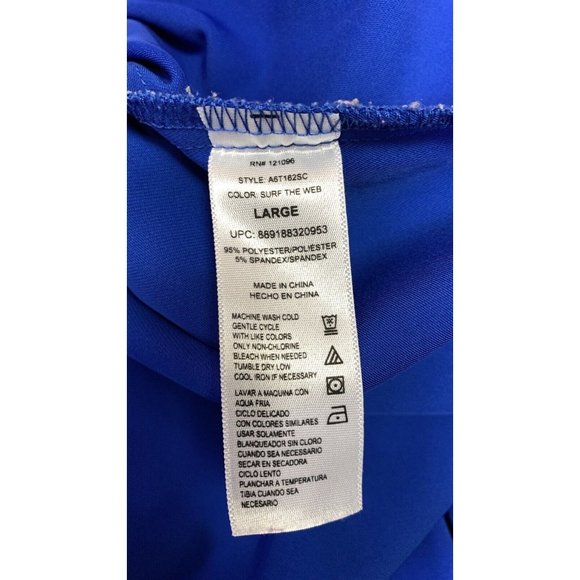 RN# 121096
STYLE: A6T162SC
COLOR: SURF THE WEB
LARGE
UPC: 889188320953
95% POLYESTER/POLIESTER
5% SPANDEX/SPANDEX
MADE IN CHINA
HECHO EN CHINA
MACHINE WASH COLD
GENTLE CYCLE
WITH LIKE COLORS
ONLY NON-CHLORINE
BLEACH WHEN NEEDED
TUMBLE DRY LOW
COOL IRON IF NECESSARY
LAVAR A MAQUINA CON
AQUA FRIA
CICLO DELICADO
CON COLORES SIMILARES
USAR SOLAMENTE
BLANQUEADOR SIN CLORO
CUANDO SEA NECESSARIO
SECAR EN SECADORA
CICLO LENTO
PLANCHAR A TEMPERATURA
TIBIA CUANDO SEA
NECESARIO